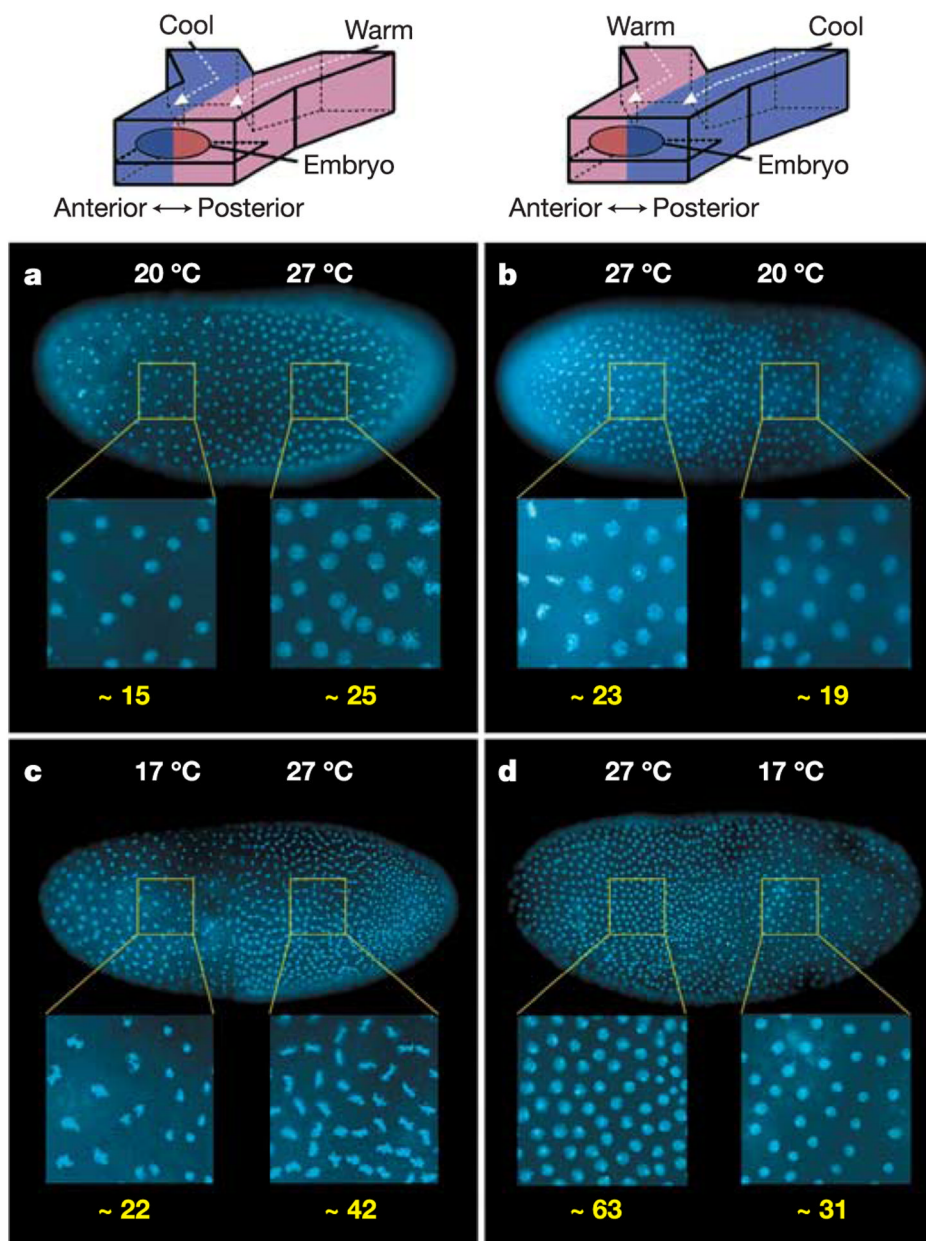 Cool
Warm
Embryo
Anterior ↔ Posterior
Warm
Cool
Embryo
Anterior ↔ Posterior
a 20 °C 27 °C
~ 15 ~ 25
b 27 °C 20 °C
~ 23 ~ 19
c 17 °C 27 °C
~ 22 ~ 42
d 27 °C 17 °C
~ 63 ~ 31